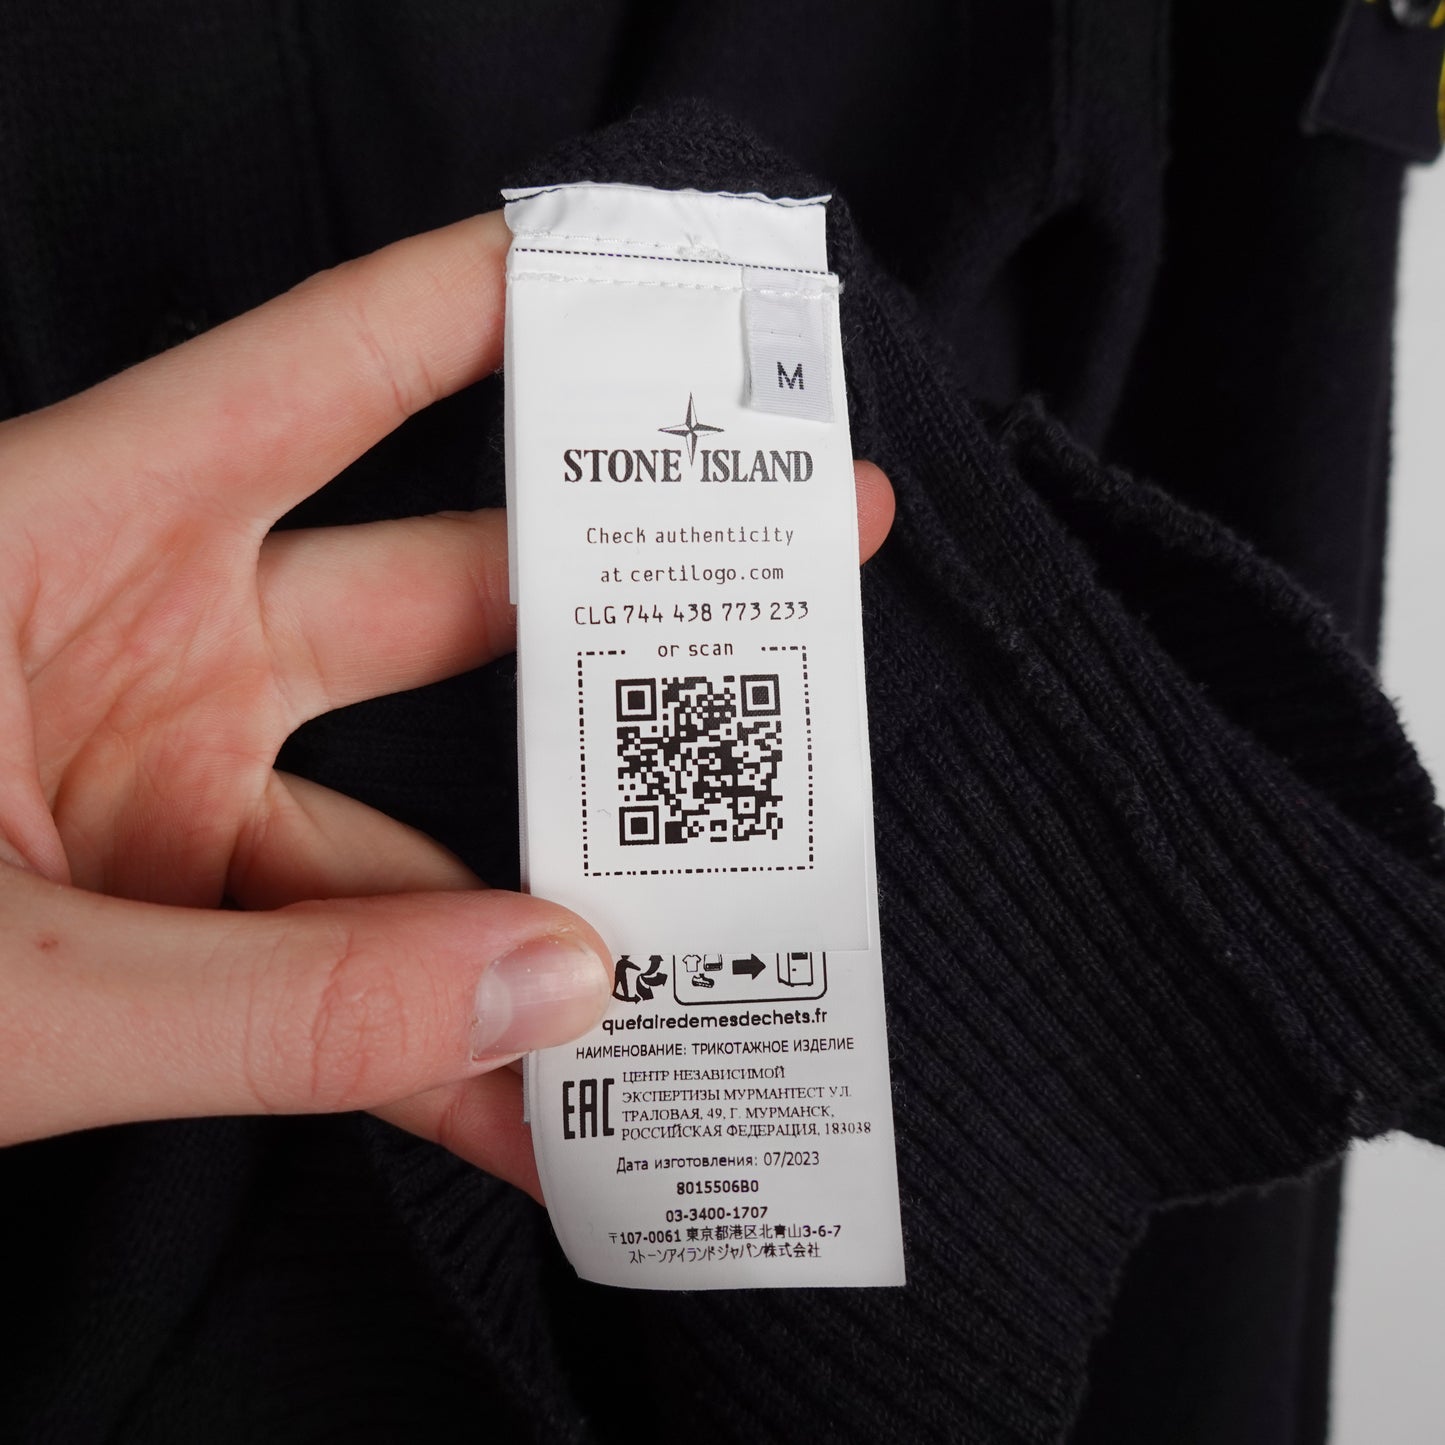 M
STONE ISLAND
Check authenticity
at certilogo.com
CLG 744 438 773 233
or scan
quefairedemesdechets.fr
НАИМЕНОВАНИЕ: ТРИКОТАЖНОЕ ИЗДЕЛИЕ
EAC
ЦЕНТР НЕЗАВИСИМОЙ
ЭКСПЕРТИЗЫ МУРМАНТЕСТ УЛ.
ТРАЛОВАЯ, 49, Г. МУРМАНСК,
РОССИЙСКАЯ ФЕДЕРАЦИЯ, 183038
Дата изготовления: 07/2023
8015506B0
03-3400-1707
〒107-0061 東京都港区北青山3-6-7
ストーンアイランドジャパン株式会社